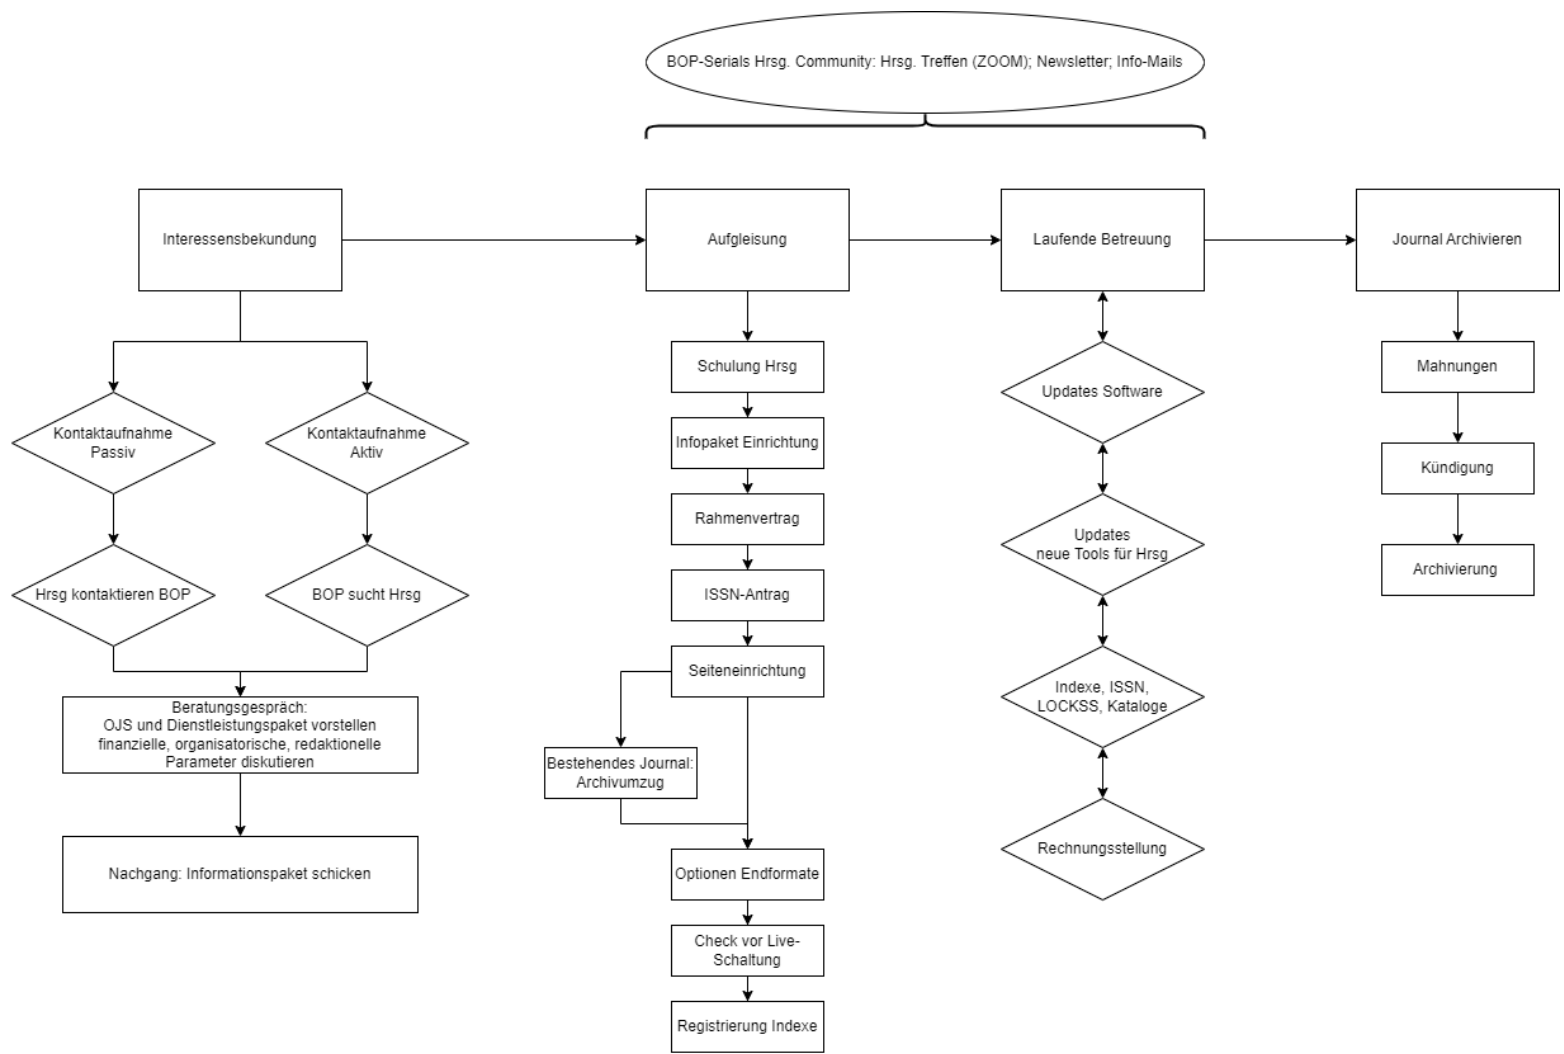 BOP-Serials Hrsg. Community: Hrsg. Treffen (ZOOM); Newsletter; Info-Mails
Interessensbekundung
Aufgleisung
Laufende Betreuung
Journal Archivieren
Kontaktaufnahme
Passiv
Kontaktaufnahme
Aktiv
Hrsg kontaktieren BOP
BOP sucht Hrsg
Beratungsgespräch:
OJS und Dienstleistungspaket vorstellen
finanzielle, organisatorische, redaktionelle
Parameter diskutieren
Nachgang: Informationspaket schicken
Schulung Hrsg
Infopaket Einrichtung
Rahmenvertrag
ISSN-Antrag
Seiteneinrichtung
Bestehendes Journal:
Archivumzug
Optionen Endformate
Check vor Live-
Schaltung
Registrierung Indexe
Updates Software
Updates
neue Tools für Hrsg
Indexe, ISSN,
LOCKSS, Kataloge
Rechnungsstellung
Mahnungen
Kündigung
Archivierung